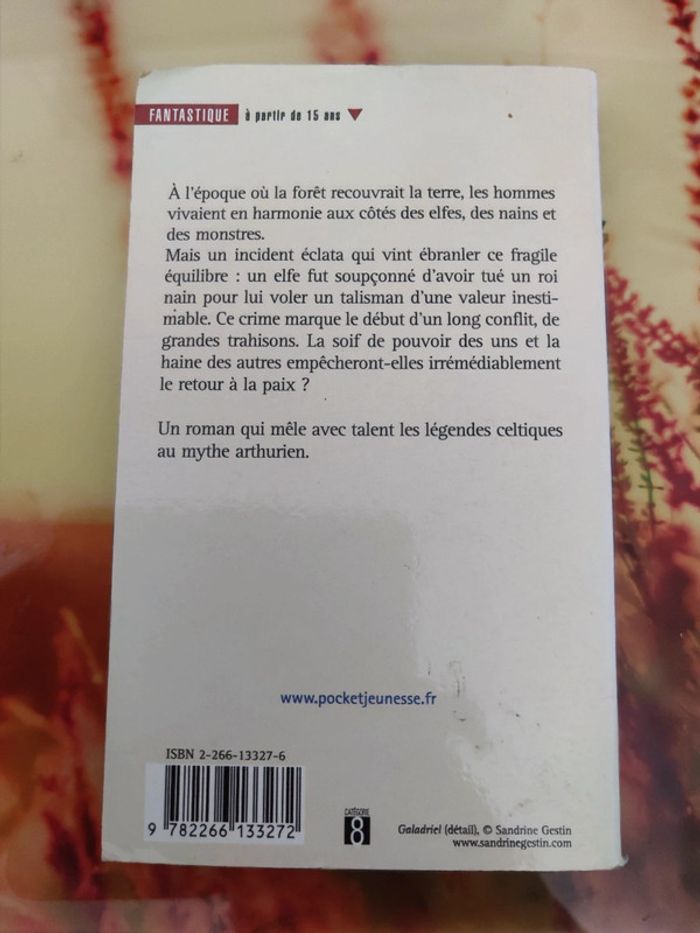 FANTASTIQUE à partir de 15 ans
À l'époque où la forêt recouvrait la terre, les hommes
vivaient en harmonie aux côtés des elfes, des nains et
des monstres.
Mais un incident éclata qui vint ébranler ce fragile
équilibre : un elfe fut soupçonné d'avoir tué un roi
nain pour lui voler un talisman d'une valeur inesti-
mable. Ce crime marque le début d'un long conflit, de
grandes trahisons. La soif de pouvoir des uns et la
haine des autres empêcheront-elles irrémédiablement
le retour à la paix ?
Un roman qui mêle avec talent les légendes celtiques
au mythe arthurien.
www.pocketjeunesse.fr
ISBN 2-266-13327-6
9 782266 133272
CATÉGORIE
8
Galadriel (détail), © Sandrine Gestin
www.sandrinegestin.com